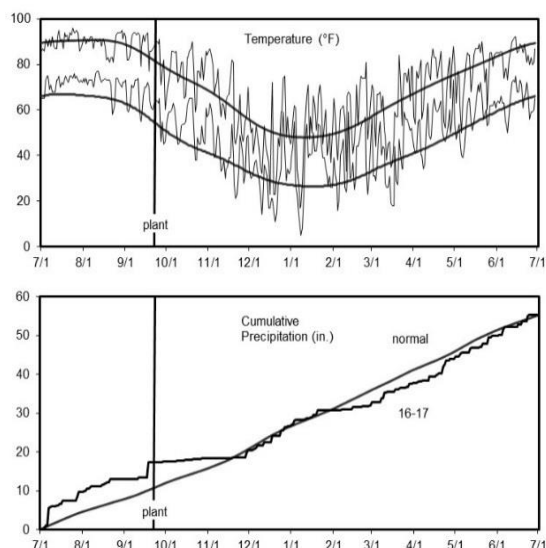 100
Temperature (°F)
80
60
40
20
plant
0
7/1 8/1 9/1 10/1 11/1 12/1 1/1 2/1 3/1 4/1 5/1 6/1 7/1
60
Cumulative
Precipitation (in.)
normal
50
40
16-17
30
20
10
plant
0
7/1 8/1 9/1 10/1 11/1 12/1 1/1 2/1 3/1 4/1 5/1 6/1 7/1